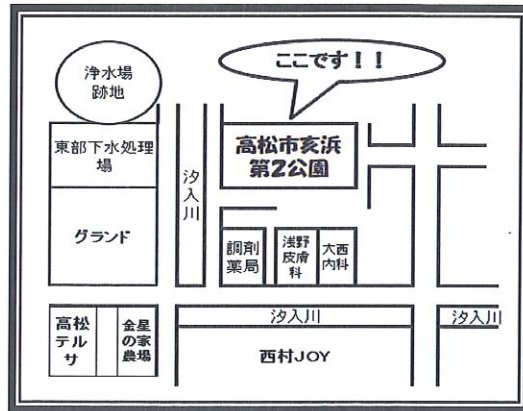 浄水場
跡地
ここです！！
東部下水処理
場
高松市亥浜
第2公園
汐
入
川
グランド
調剤
薬局
浅野
皮膚
科
大西
内科
高松
テル
サ
金星
の家
農場
汐入川
汐入川
西村JOY